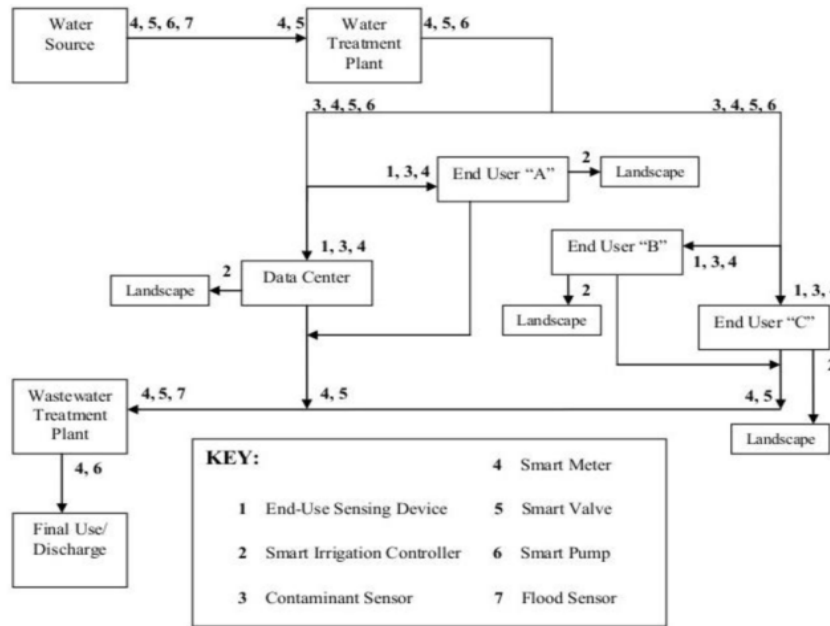 Water
Source
4, 5, 6, 7
4, 5
Water
Treatment
Plant
4, 5, 6
3, 4, 5, 6
3, 4, 5, 6
1, 3, 4
End User “A”
2
Landscape
1, 3, 4
End User “B”
1, 3, 4
2
Landscape
2
Data Center
Landscape
1, 3,
End User “C”
2
Landscape
Wastewater
Treatment
Plant
4, 5, 7
4, 5
4, 5
4, 6
Final Use/
Discharge
KEY:
1 End-Use Sensing Device
2 Smart Irrigation Controller
3 Contaminant Sensor
4 Smart Meter
5 Smart Valve
6 Smart Pump
7 Flood Sensor